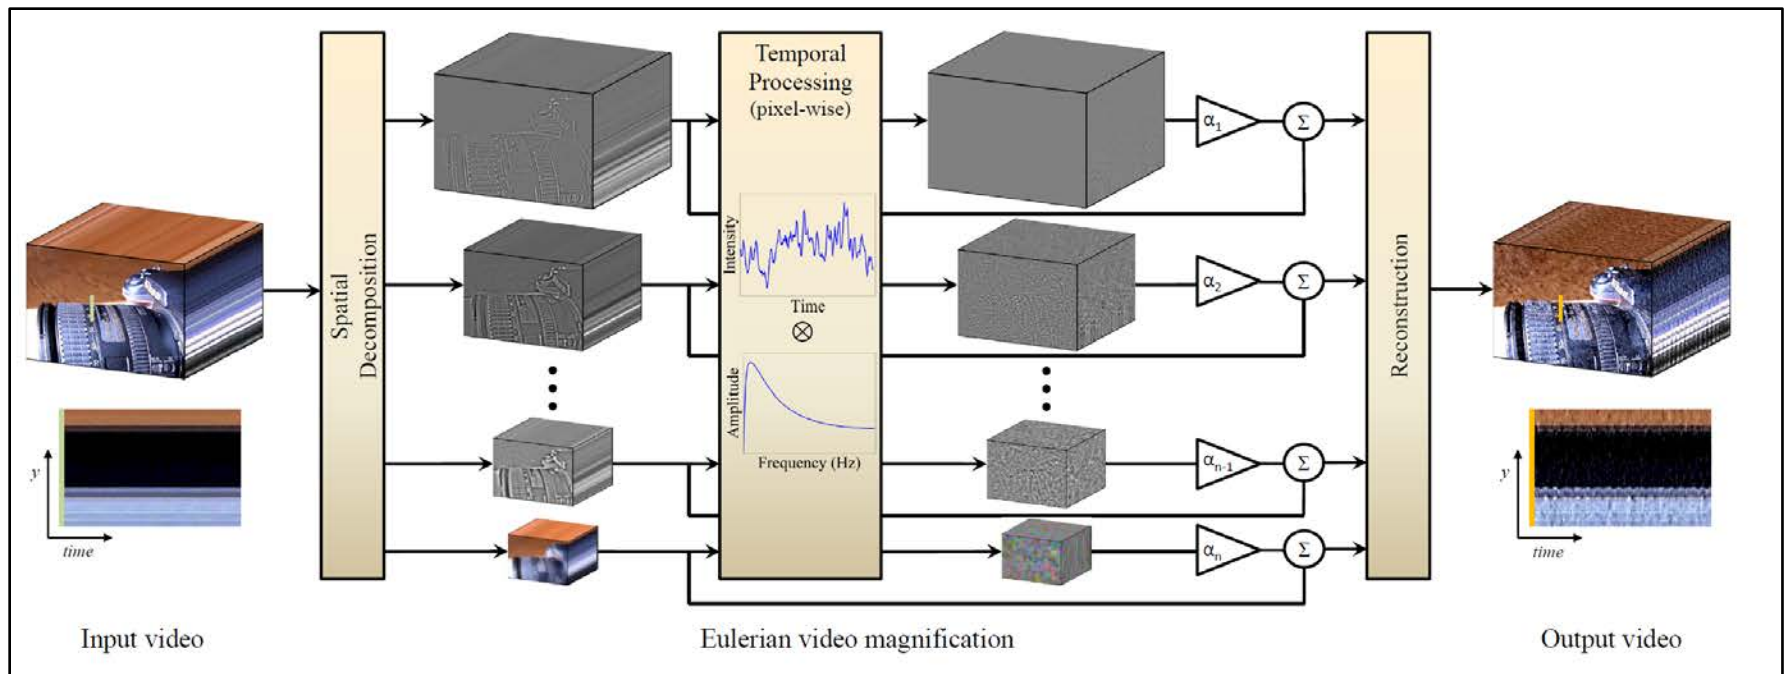 Input video
y
time
Spatial
Decomposition
Temporal
Processing
(pixel-wise)
Intensity
Time
⊗
Amplitude
Frequency (Hz)
α1
Σ
α2
Σ
αn-1
Σ
αn
Σ
Eulerian video magnification
Reconstruction
y
time
Output video